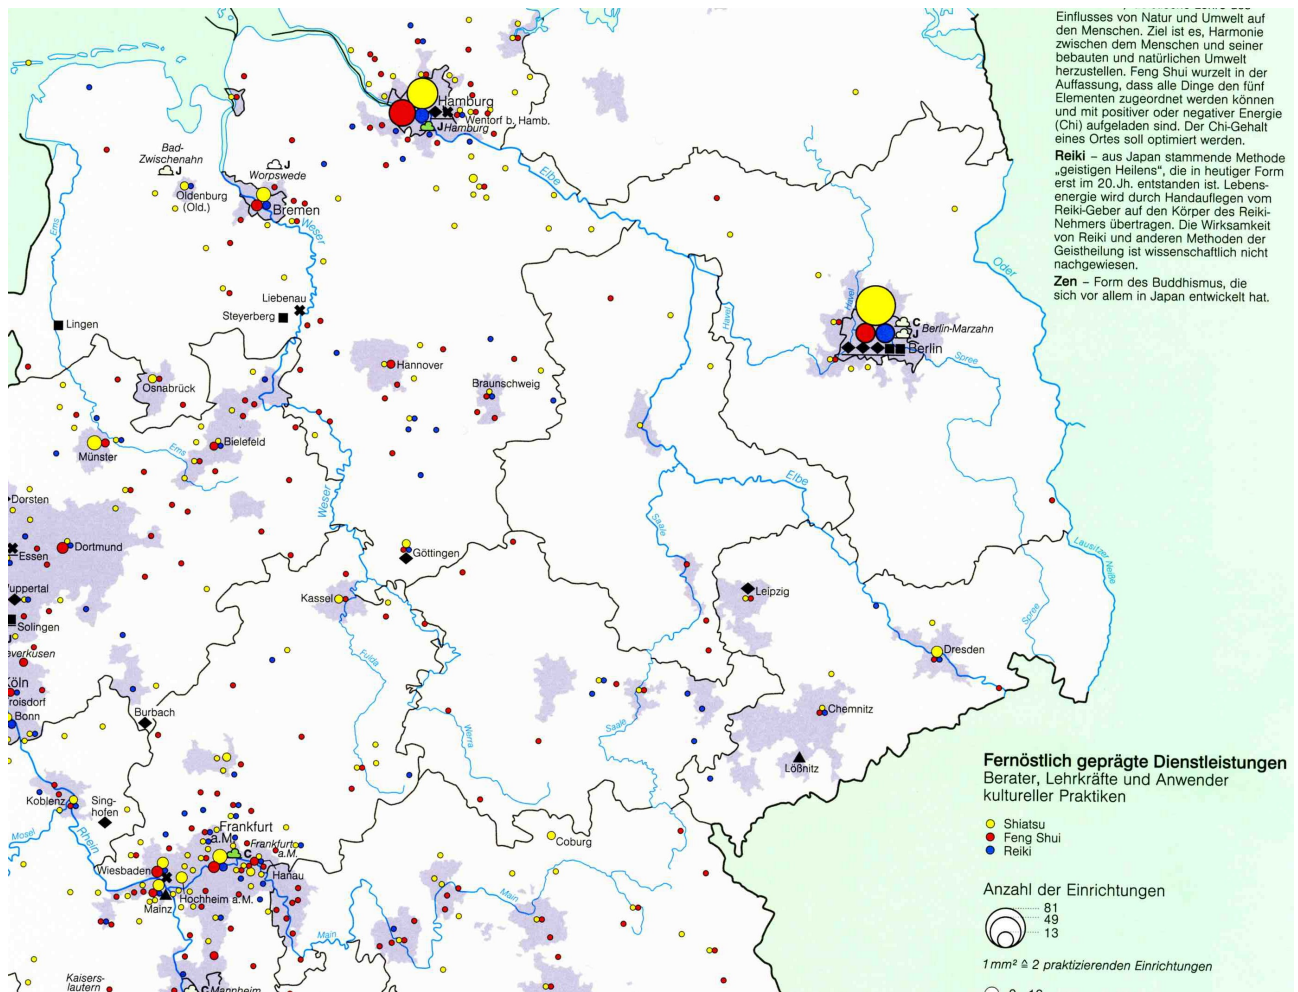 Einflusses von Natur und Umwelt auf
den Menschen. Ziel ist es, Harmonie
zwischen dem Menschen und seiner
bebauten und natürlichen Umwelt
herzustellen. Feng Shui wurzelt in der
Auffassung, dass alle Dinge den fünf
Elementen zugeordnet werden können
und mit positiver oder negativer Energie
(Chi) aufgeladen sind. Der Chi-Gehalt
eines Ortes soll optimiert werden.
Reiki – aus Japan stammende Methode
„geistigen Heilens“, die in heutiger Form
erst im 20.Jh. entstanden ist. Lebens-
energie wird durch Handauflegen vom
Reiki-Geber auf den Körper des Reiki-
Nehmers übertragen. Die Wirksamkeit
von Reiki und anderen Methoden der
Geistheilung ist wissenschaftlich nicht
nachgewiesen.
Zen – Form des Buddhismus, die
sich vor allem in Japan entwickelt hat.
Hamburg
Wentorf b. Hamb.
J Hamburg
Bad-
Zwischenahn
J
J
Worpswede
Oldenburg
(Old.)
Bremen
Weser
Elbe
Ems
Oder
Havel
Havel
Liebenau
Steyerberg
Lingen
C
J
Berlin-Marzahn
Berlin
Spree
Hannover
Osnabrück
Braunschweig
Bielefeld
Münster
Ems
Weser
Elbe
Saale
Dorsten
Dortmund
Essen
Göttingen
Lausitzer Neiße
Leipzig
Kassel
Spree
Solingen
J
Dresden
Fulda
Köln
Bonn
Burbach
Werra
Saale
Chemnitz
Lößnitz
Koblenz
Sing-
hofen
Mosel
Rhein
Frankfurt
a.M.
Frankfurt
a.M.
C
Coburg
Wiesbaden
Hanau
Hochheim a.M.
Mainz
Main
Main
Kaisers-
lautern
C Mannheim
Fernöstlich geprägte Dienstleistungen
Berater, Lehrkräfte und Anwender
kultureller Praktiken
Shiatsu
Feng Shui
Reiki
Anzahl der Einrichtungen
81
49
13
1mm² ≙ 2 praktizierenden Einrichtungen